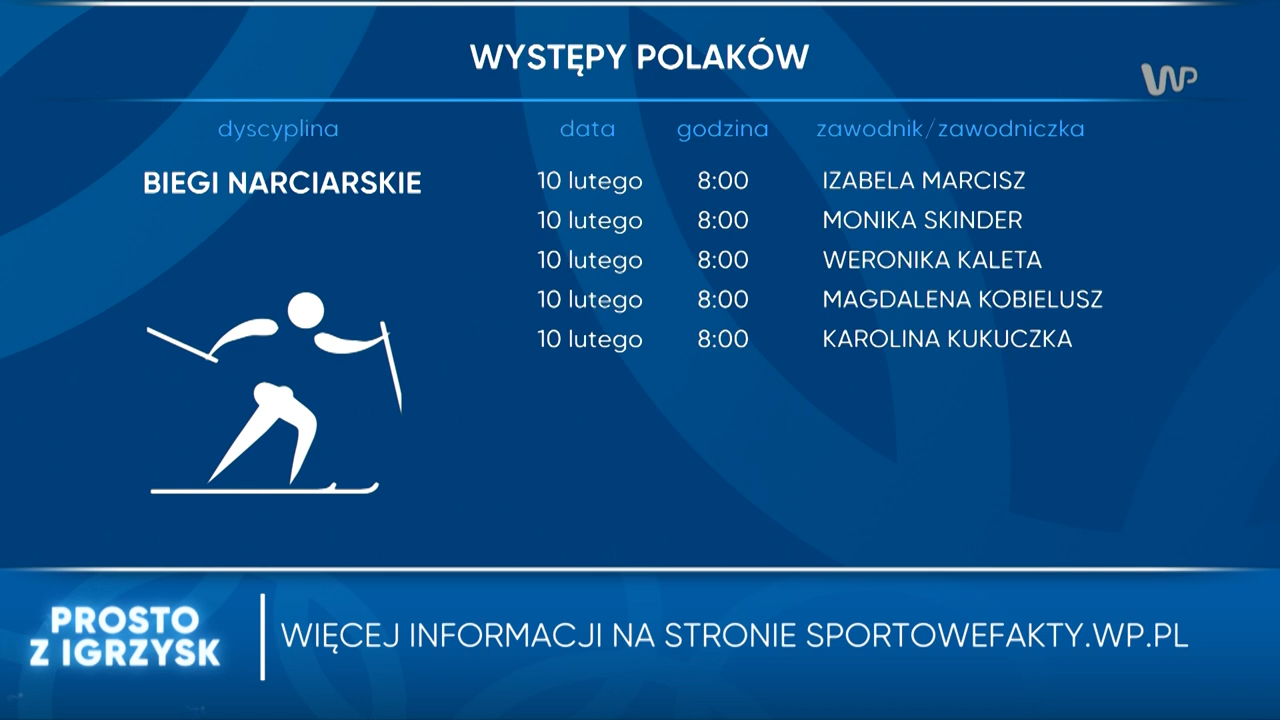 WYSTĘPY POLAKÓW
WP
dyscyplina data godzina zawodnik/zawodniczka
BIEGI NARCIARSKIE 10 lutego 8:00 IZABELA MARCISZ
10 lutego 8:00 MONIKA SKINDER
10 lutego 8:00 WERONIKA KALETA
10 lutego 8:00 MAGDALENA KOBIELUSZ
10 lutego 8:00 KAROLINA KUKUCZKA
PROSTO
Z IGRZYSK
WIĘCEJ INFORMACJI NA STRONIE SPORTOWEFAKTY.WP.PL